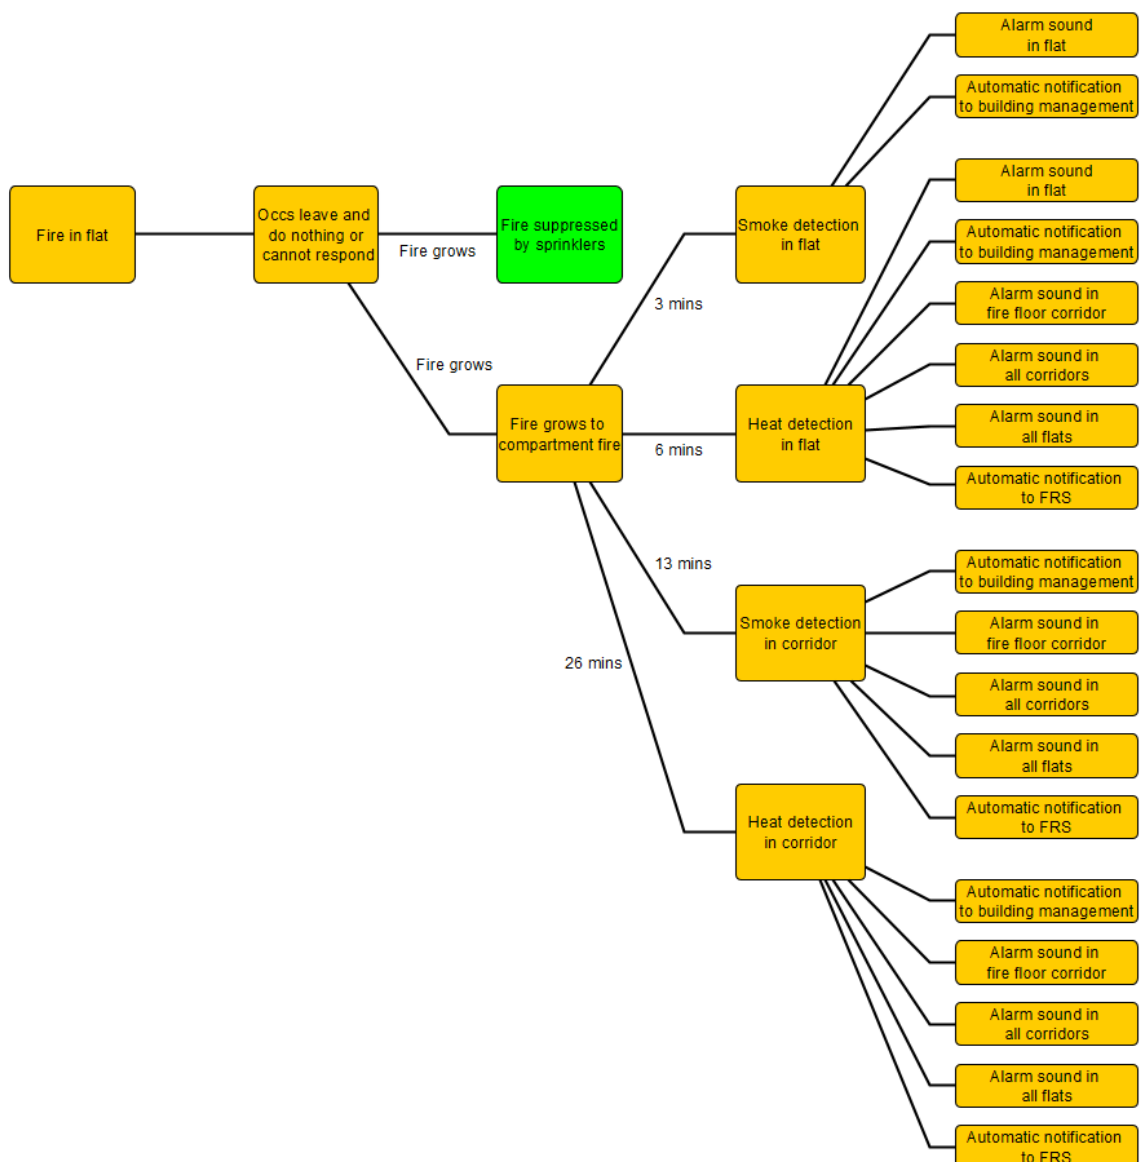 Alarm sound
in flat
Automatic notification
to building management
Fire in flat
Occs leave and
do nothing or
cannot respond
Fire grows
Fire suppressed
by sprinklers
Smoke detection
in flat
Alarm sound
in flat
Automatic notification
to building management
3 mins
Alarm sound in
fire floor corridor
Fire grows
Alarm sound in
all corridors
Fire grows to
compartment fire
6 mins
Heat detection
in flat
Alarm sound in
all flats
Automatic notification
to FRS
13 mins
Automatic notification
to building management
Smoke detection
in corridor
Alarm sound in
fire floor corridor
26 mins
Alarm sound in
all corridors
Alarm sound in
all flats
Automatic notification
to FRS
Heat detection
in corridor
Automatic notification
to building management
Alarm sound in
fire floor corridor
Alarm sound in
all corridors
Alarm sound in
all flats
Automatic notification
to FRS